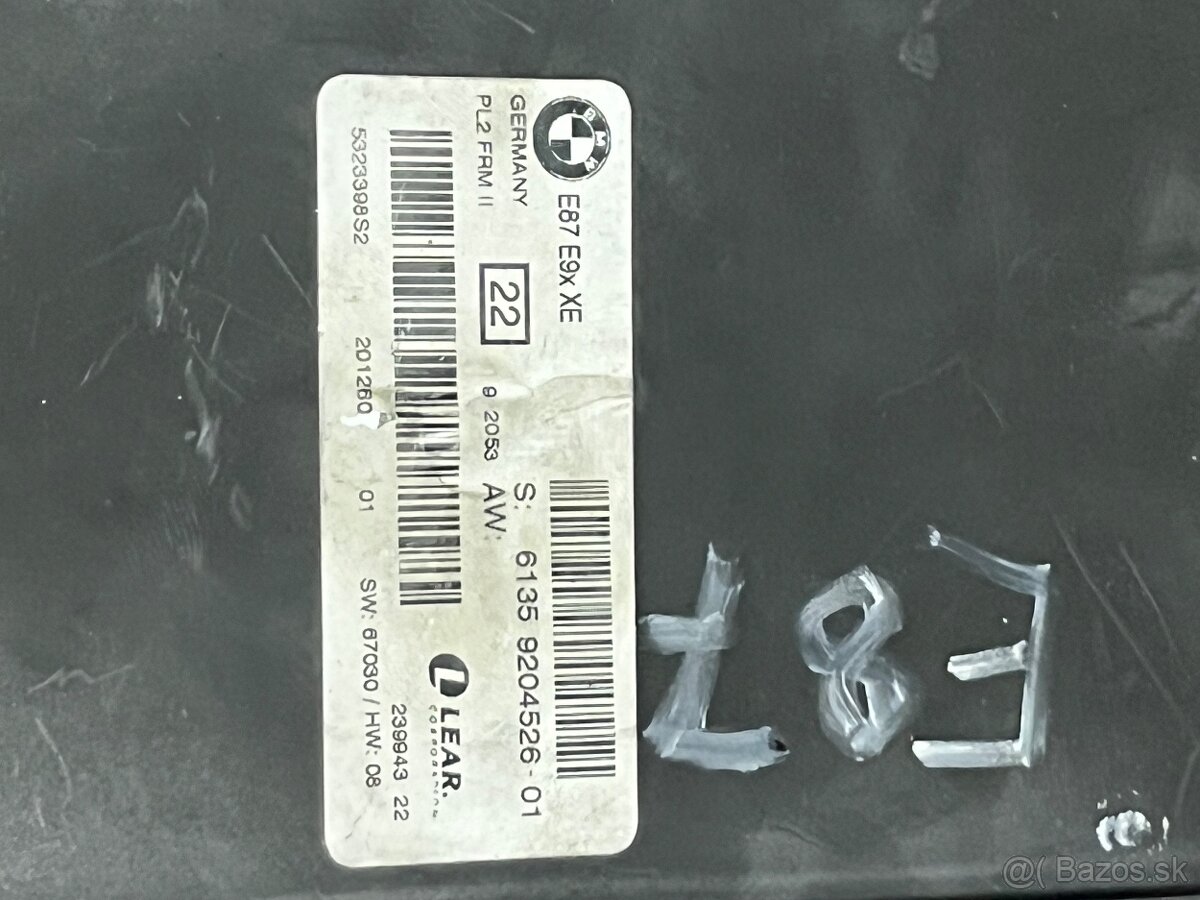 BMW
E87 E9x XE
GERMANY
PL2 FRM II
22
9 2053
S: 6135 9204526-01
AW:
LEAR.
CORPORATION
239943 22
5323398S2 201260 01 SW: 67030 / HW: 08
E87
@( Bazos.sk